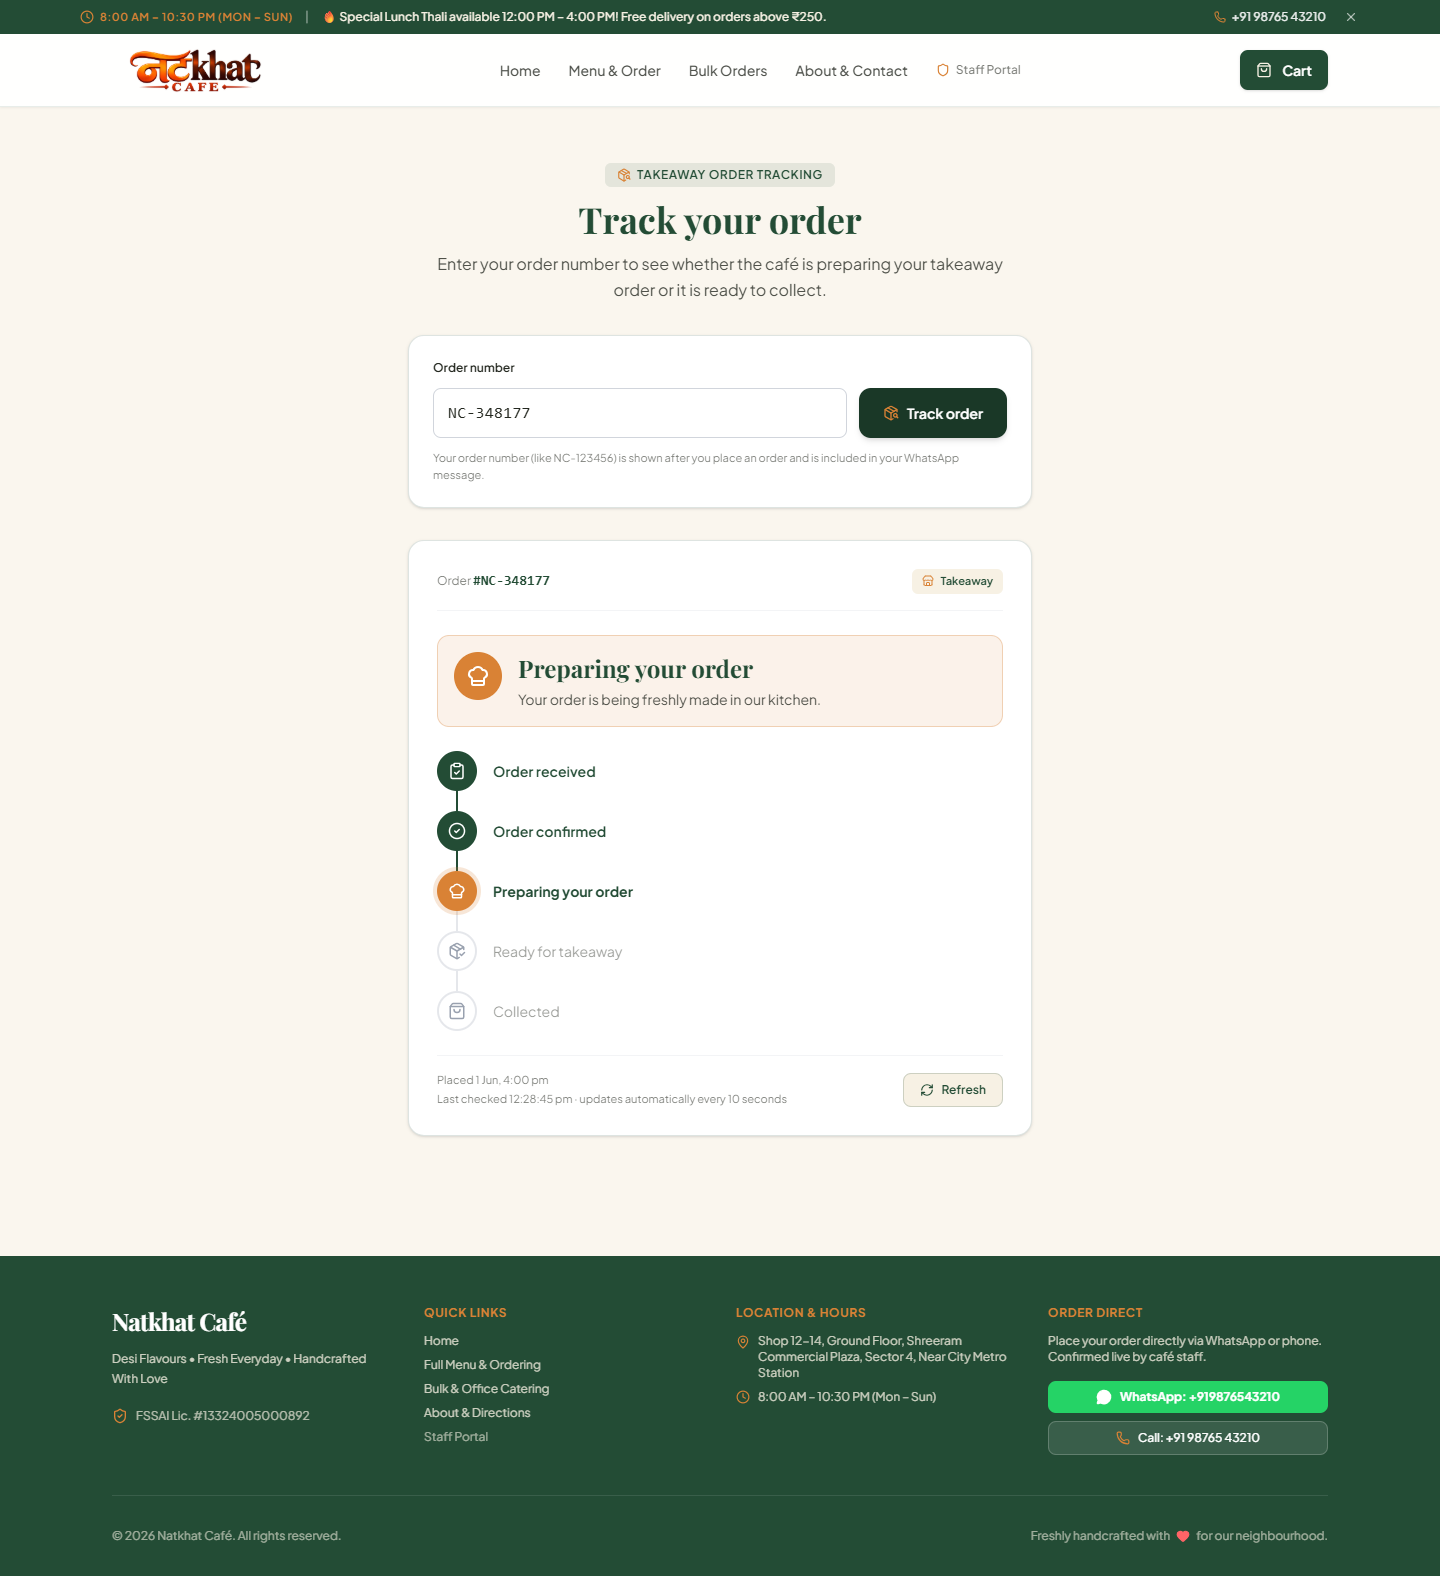 8:00 AM – 10:30 PM (MON – SUN) | 🔥 Special Lunch Thali available 12:00 PM – 4:00 PM! Free delivery on orders above ₹250. +91 98765 43210
नटkhat
CAFE
Home Menu & Order Bulk Orders About & Contact Staff Portal Cart
TAKEAWAY ORDER TRACKING
Track your order
Enter your order number to see whether the café is preparing your takeaway
order or it is ready to collect.
Order number
NC-348177 Track order
Your order number (like NC-123456) is shown after you place an order and is included in your WhatsApp
message.
Order #NC-348177 Takeaway
Preparing your order
Your order is being freshly made in our kitchen.
Order received
Order confirmed
Preparing your order
Ready for takeaway
Collected
Placed 1 Jun, 4:00 pm
Last checked 12:28:45 pm · updates automatically every 10 seconds
Refresh
Natkhat Café
Desi Flavours • Fresh Everyday • Handcrafted
With Love
FSSAI Lic. #13324005000892
QUICK LINKS
Home
Full Menu & Ordering
Bulk & Office Catering
About & Directions
Staff Portal
LOCATION & HOURS
Shop 12-14, Ground Floor, Shreeram
Commercial Plaza, Sector 4, Near City Metro
Station
8:00 AM – 10:30 PM (Mon – Sun)
ORDER DIRECT
Place your order directly via WhatsApp or phone.
Confirmed live by café staff.
WhatsApp: +919876543210
Call: +91 98765 43210
© 2026 Natkhat Café. All rights reserved.
Freshly handcrafted with ❤ for our neighbourhood.